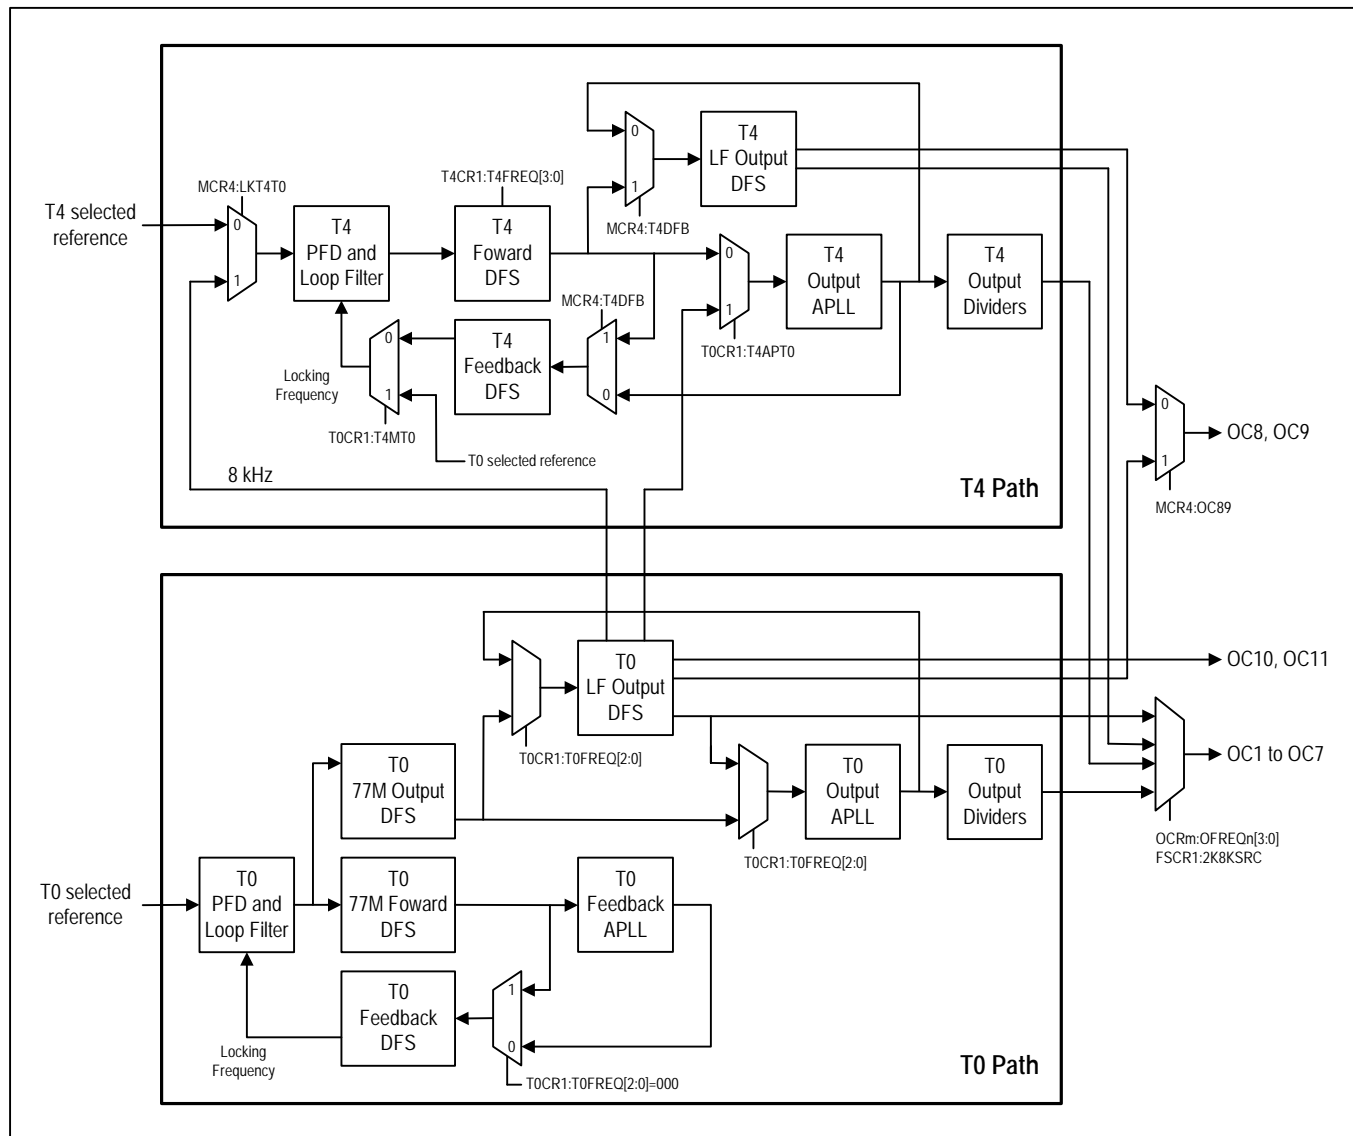 T4 selected
reference
MCR4:LKT4T0
0
1
T4
PFD and
Loop Filter
T4CR1:T4FREQ[3:0]
T4
Foward
DFS
0
1
MCR4:T4DFB
T4
LF Output
DFS
0
1
T0CR1:T4APT0
T4
Output
APLL
T4
Output
Dividers
MCR4:T4DFB
1
0
T4
Feedback
DFS
0
1
T0CR1:T4MT0
Locking
Frequency
T0 selected reference
8 kHz
T4 Path
0
1
OC8, OC9
MCR4:OC89
T0CR1:T0FREQ[2:0]
T0
LF Output
DFS
OC10, OC11
T0
77M Output
DFS
T0CR1:T0FREQ[2:0]
T0
Output
APLL
T0
Output
Dividers
OC1 to OC7
OCRm:OFREQn[3:0]
FSCR1:2K8KSRC
T0 selected
reference
T0
PFD and
Loop Filter
T0
77M Foward
DFS
T0
Feedback
APLL
T0
Feedback
DFS
1
0
Locking
Frequency
T0CR1:T0FREQ[2:0]=000
T0 Path